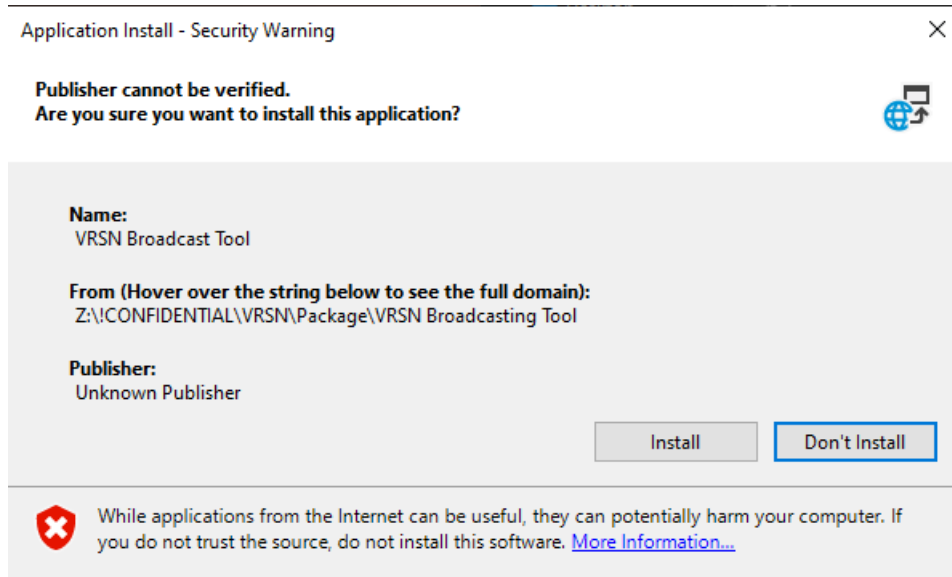 Application Install - Security Warning
Publisher cannot be verified.
Are you sure you want to install this application?
Name:
VRSN Broadcast Tool
From (Hover over the string below to see the full domain):
Z:\!CONFIDENTIAL\VRSN\Package\VRSN Broadcasting Tool
Publisher:
Unknown Publisher
Install
Don't Install
While applications from the Internet can be useful, they can potentially harm your computer. If
you do not trust the source, do not install this software. More Information...